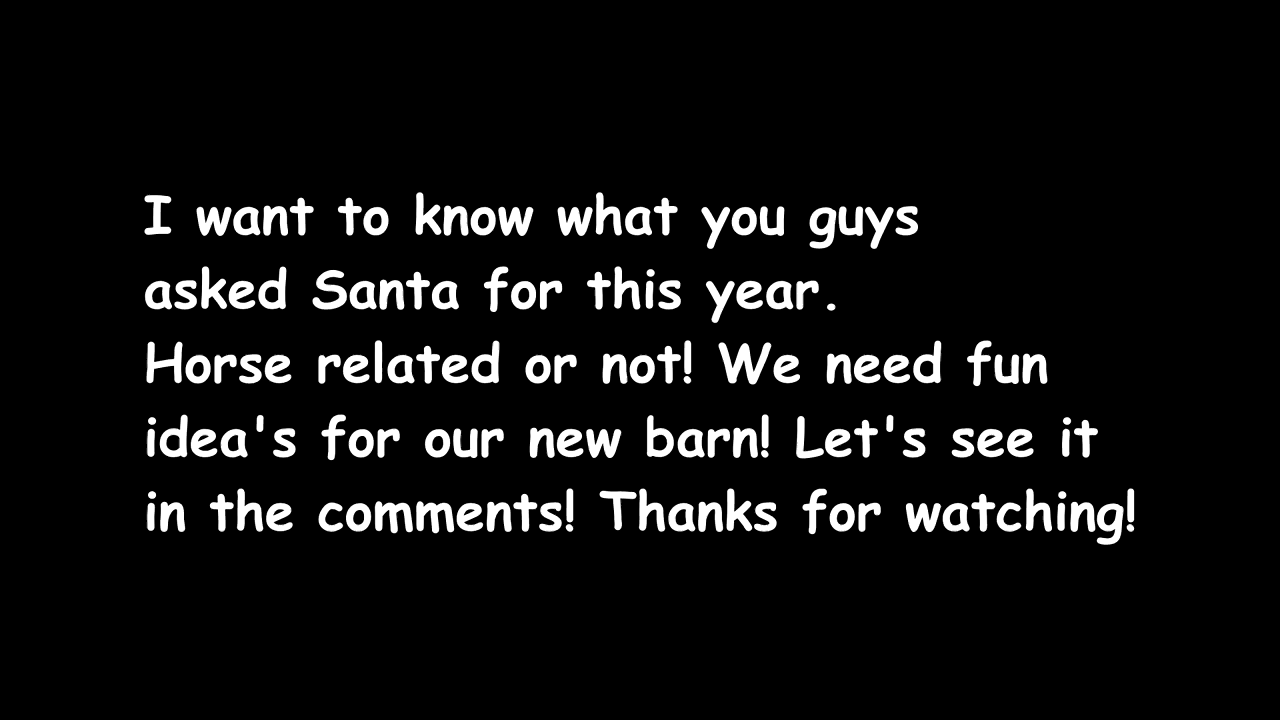 I want to know what you guys
asked Santa for this year.
Horse related or not! We need fun
idea's for our new barn! Let's see it
in the comments! Thanks for watching!